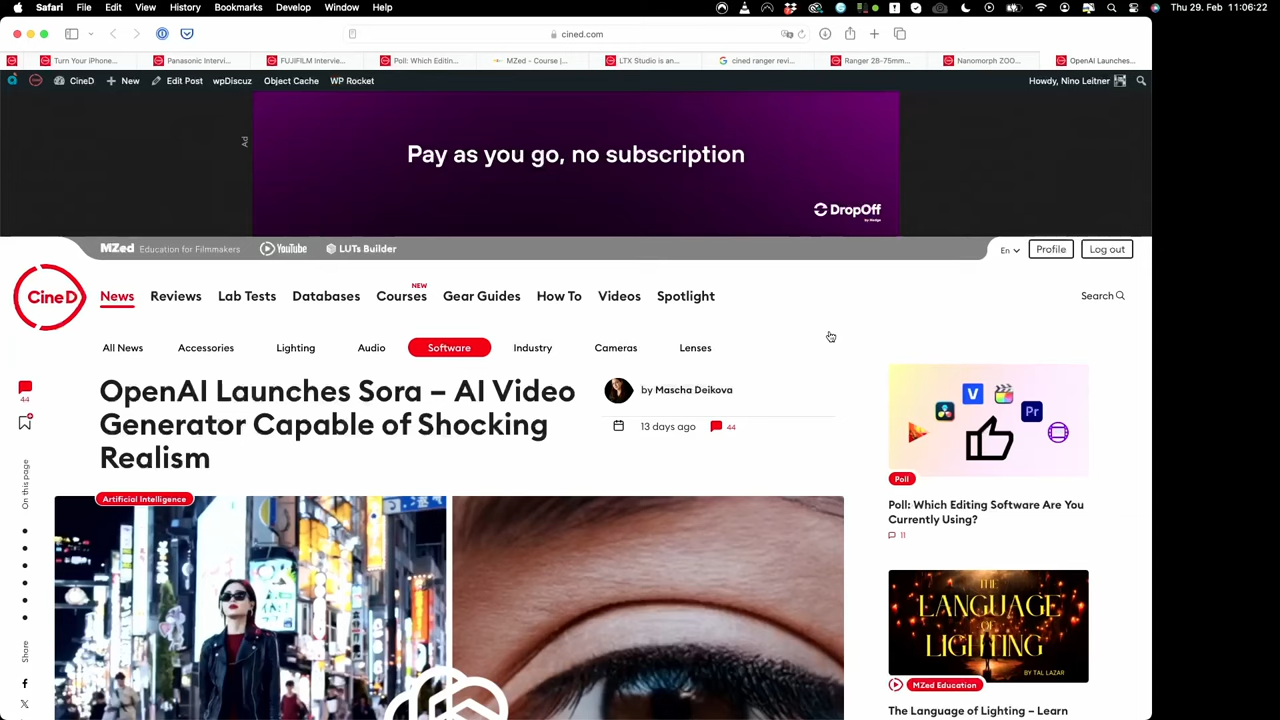 Safari File Edit View History Bookmarks Develop Window Help
Thu 29. Feb 11:06:22
cined.com
Turn Your iPhone...
Panasonic Intervi...
FUJIFILM Intervie...
Poll: Which Editin...
MZed - Course |...
LTX Studio is an...
cined ranger revi...
Ranger 28-75mm...
Nanomorph ZOO...
OpenAI Launches...
CineD New Edit Post wpDiscuz Object Cache WP Rocket
Howdy, Nino Leitner
Ad
Pay as you go, no subscription
DropOff
MZed Education for Filmmakers YouTube LUTs Builder
En Profile Log out
CineD
News Reviews Lab Tests Databases Courses Gear Guides How To Videos Spotlight
NEW
Search
All News Accessories Lighting Audio Software Industry Cameras Lenses
44
On this page
Share
OpenAI Launches Sora – AI Video
Generator Capable of Shocking
Realism
by Mascha Deikova
13 days ago 44
Artificial Intelligence
V
Pr
Poll
Poll: Which Editing Software Are You
Currently Using?
11
THE
LANGUAGE
OF
LIGHTING
BY TAL LAZAR
MZed Education
The Language of Lighting – Learn